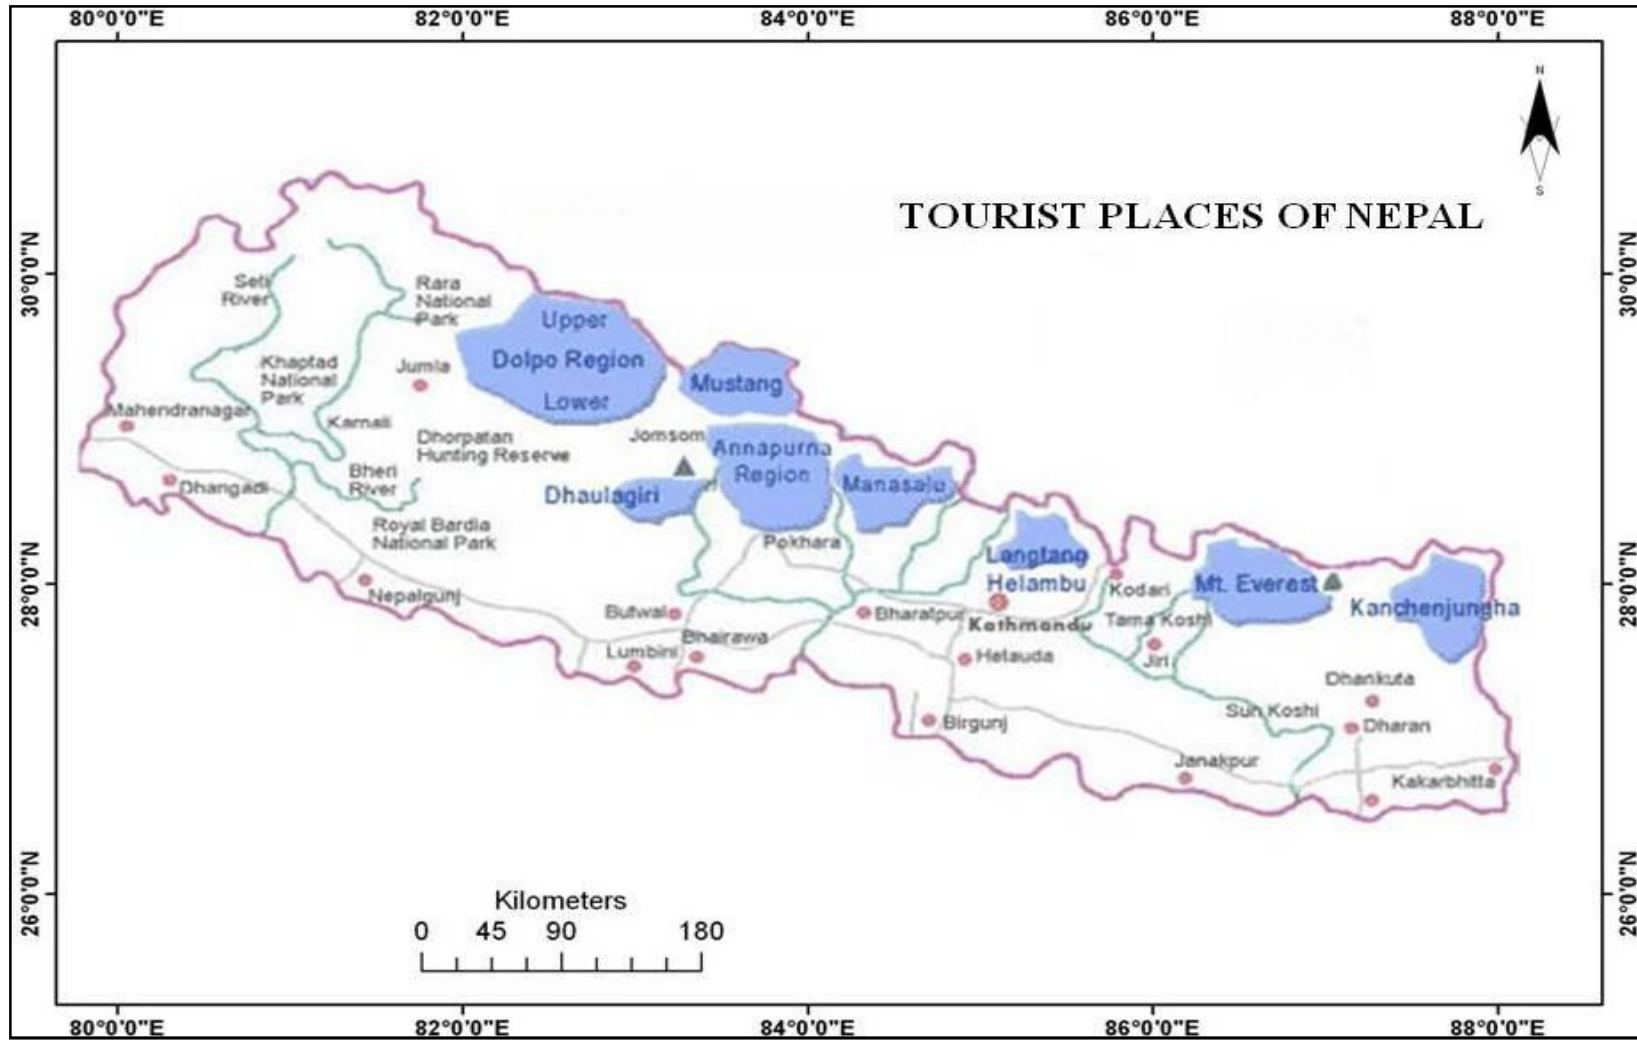 80°0'0"E
82°0'0"E
84°0'0"E
86°0'0"E
88°0'0"E
N
S
TOURIST PLACES OF NEPAL
30°0'0"N
30°0'0"N
Seti
River
Rara
National
Park
Upper
Dolpo Region
Lower
Khaptad
National
Park
Jumla
Mustang
Mahendranagar
Karnali
Dhorpatan
Hunting Reserve
Jomsom
Annapurna
Region
Bheri
River
Dhangadi
Dhaulagiri
Manasalu
Royal Bardia
National Park
Pokhara
Langtang
Helambu
Kodari
Mt. Everest
Kanchenjungha
28°0'0"N
28°0'0"N
Nepalgunj
Butwal
Bharatpur
Kathmandu
Tama Koshi
Bhairawa
Lumbini
Hetauda
Jiri
Dhankuta
Sun Koshi
Dharan
Birgunj
Janakpur
Kakarbhitta
26°0'0"N
26°0'0"N
Kilometers
0 45 90 180
80°0'0"E
82°0'0"E
84°0'0"E
86°0'0"E
88°0'0"E